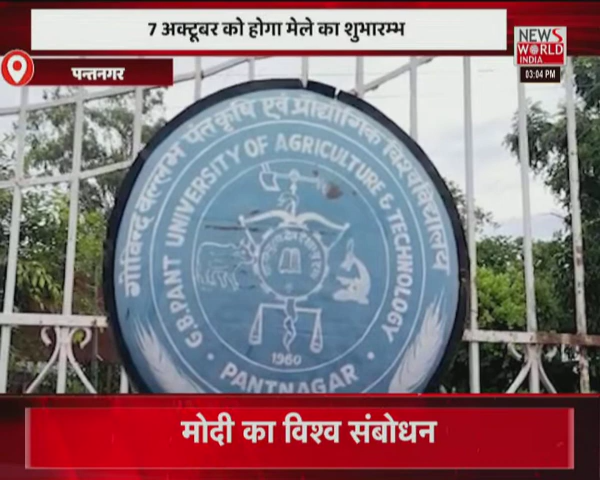 7 अक्टूबर को होगा मेले का शुभारम्भ
NEWS
WORLD
INDIA
03:04 PM
पन्तनगर
गोविन्द बल्लभ पंत कृषि एवं प्रौद्योगिक विश्वविद्यालय
G.B.PANT UNIVERSITY OF AGRICULTURE & TECHNOLOGY
1960
• PANTNAGAR •
मोदी का विश्व संबोधन